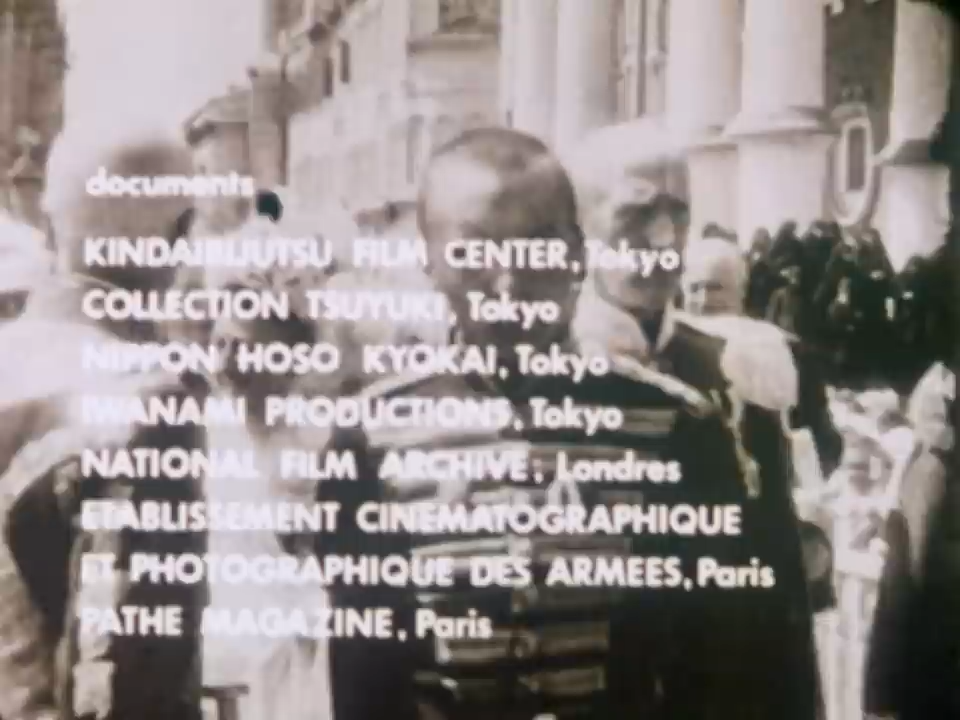 documents
KINDAIBIJUTSU FILM CENTER, Tokyo
COLLECTION TSUYUKI, Tokyo
NIPPON HOSO KYOKAI, Tokyo
IWANAMI PRODUCTIONS, Tokyo
NATIONAL FILM ARCHIVE, Londres
ETABLISSEMENT CINEMATOGRAPHIQUE
ET PHOTOGRAPHIQUE DES ARMEES, Paris
PATHE MAGAZINE, Paris